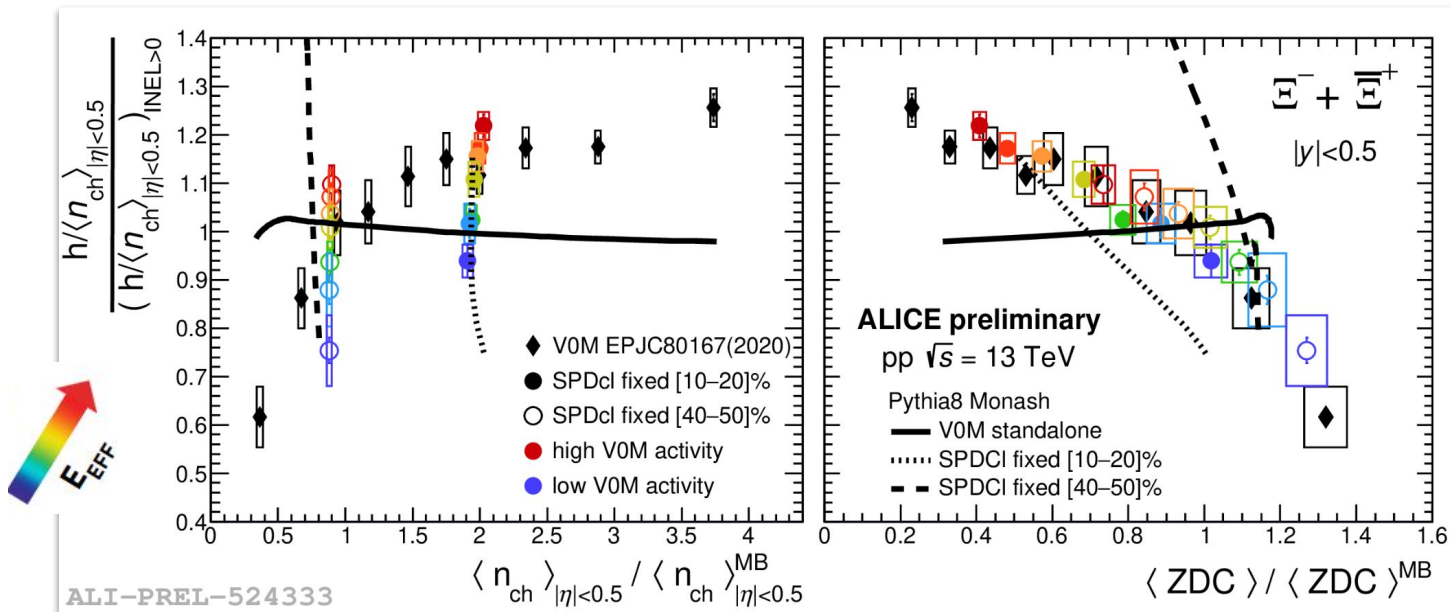 h/⟨n_ch⟩|η|<0.5
(h/⟨n_ch⟩|η|<0.5)INEL>0
1.4
1.3
1.2
1.1
1
0.9
0.8
0.7
0.6
0.5
0.4
V0M EPJC80167(2020)
SPDcl fixed [10−20]%
SPDcl fixed [40−50]%
high V0M activity
low V0M activity
0 0.5 1 1.5 2 2.5 3 3.5 4
⟨n_ch⟩|η|<0.5 / ⟨n_ch⟩^MB|η|<0.5
E_EFF
ALI−PREL−524333
Ξ⁻ + Ξ̅⁺
|y|<0.5
ALICE preliminary
pp √s = 13 TeV
Pythia8 Monash
V0M standalone
SPDCl fixed [10−20]%
SPDCl fixed [40−50]%
0 0.2 0.4 0.6 0.8 1.0 1.2 1.4 1.6
⟨ZDC⟩/⟨ZDC⟩^MB